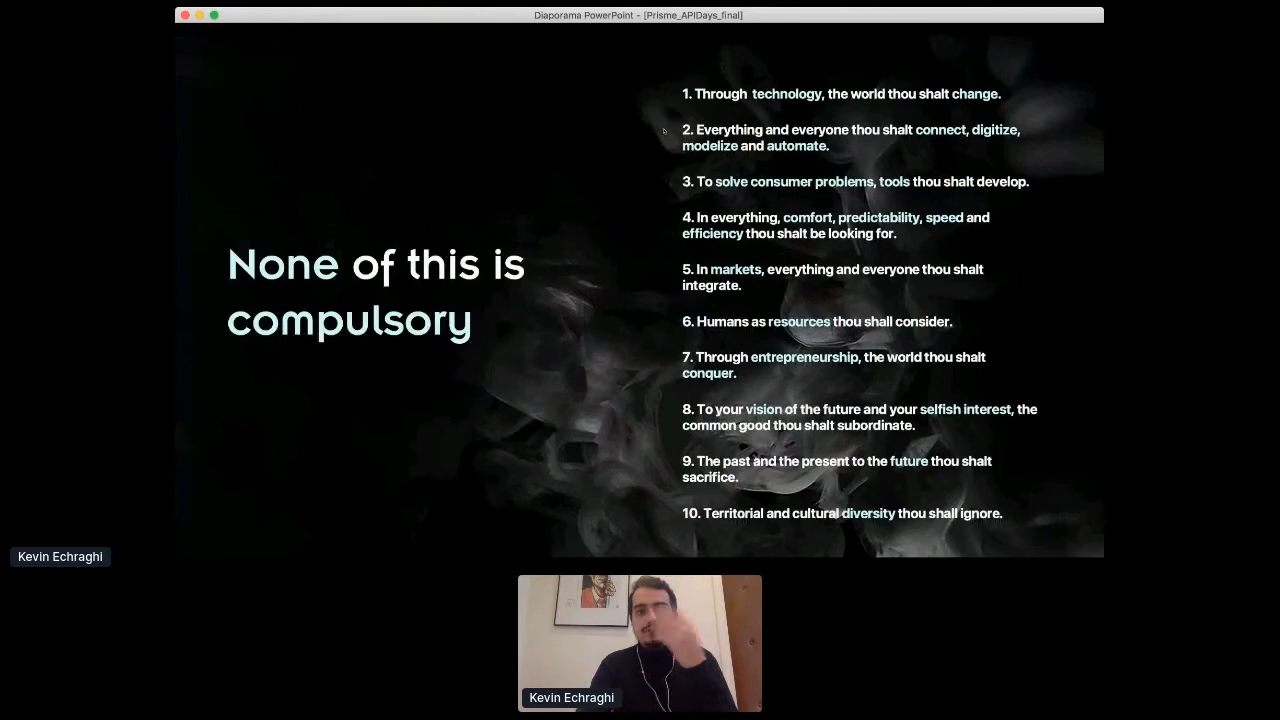 Diaporama PowerPoint - [Prisme_APIDays_final]
None of this is
compulsory
1. Through technology, the world thou shalt change.
2. Everything and everyone thou shalt connect, digitize,
modelize and automate.
3. To solve consumer problems, tools thou shalt develop.
4. In everything, comfort, predictability, speed and
efficiency thou shalt be looking for.
5. In markets, everything and everyone thou shalt
integrate.
6. Humans as resources thou shall consider.
7. Through entrepreneurship, the world thou shalt
conquer.
8. To your vision of the future and your selfish interest, the
common good thou shalt subordinate.
9. The past and the present to the future thou shalt
sacrifice.
10. Territorial and cultural diversity thou shall ignore.
Kevin Echraghi
Kevin Echraghi